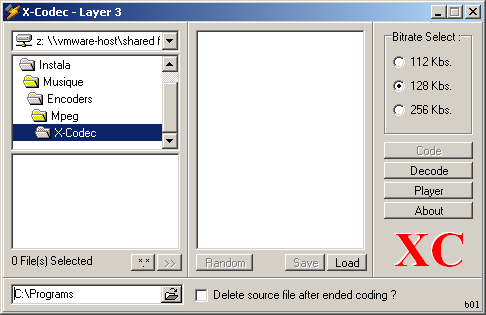 X-Codec - Layer 3
z: \\vmware-host\shared f
Instala
Musique
Encoders
Mpeg
X-Codec
0 File(s) Selected
*.*
>>
Random
Save
Load
Bitrate Select :
112 Kbs.
128 Kbs.
256 Kbs.
Code
Decode
Player
About
XC
C:\Programs
Delete source file after ended coding ?
b01